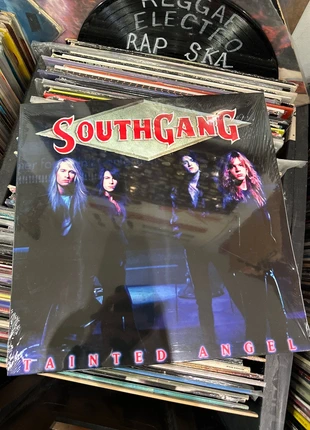 REGGAE
ELECTRO
RAP SKA
SOUTHGANG
TAINTED ANGEL